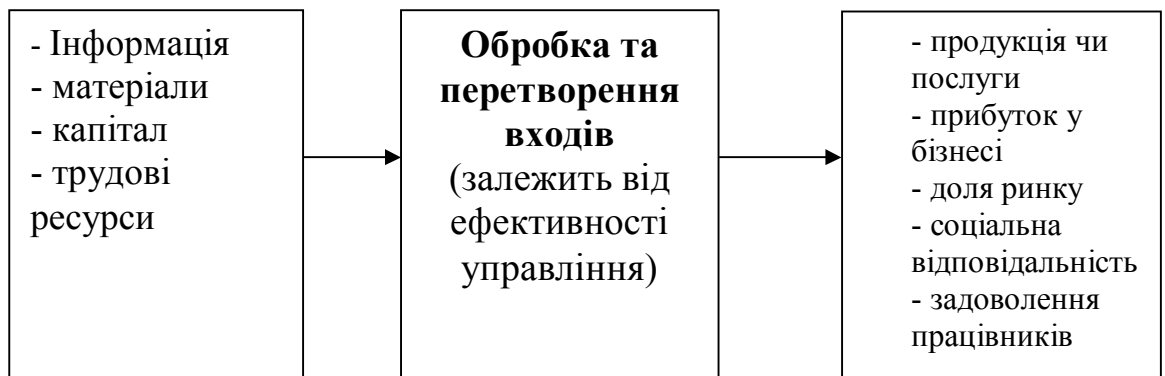 - Інформація
- матеріали
- капітал
- трудові
ресурси
Обробка та
перетворення
входів
(залежить від
ефективності
управління)
- продукція чи
послуги
- прибуток у
бізнесі
- доля ринку
- соціальна
відповідальність
- задоволення
працівників